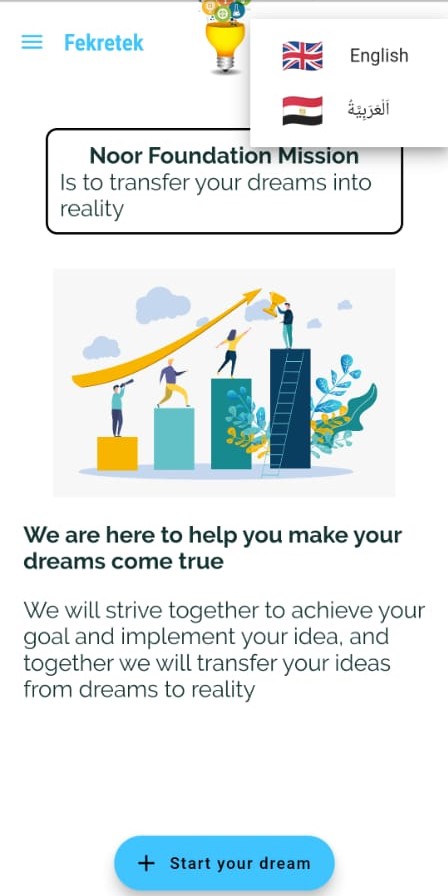 Fekretek
English
اَلْعَرَبِيَّةُ
Noor Foundation Mission
Is to transfer your dreams into
reality
We are here to help you make your
dreams come true
We will strive together to achieve your
goal and implement your idea, and
together we will transfer your ideas
from dreams to reality
+ Start your dream